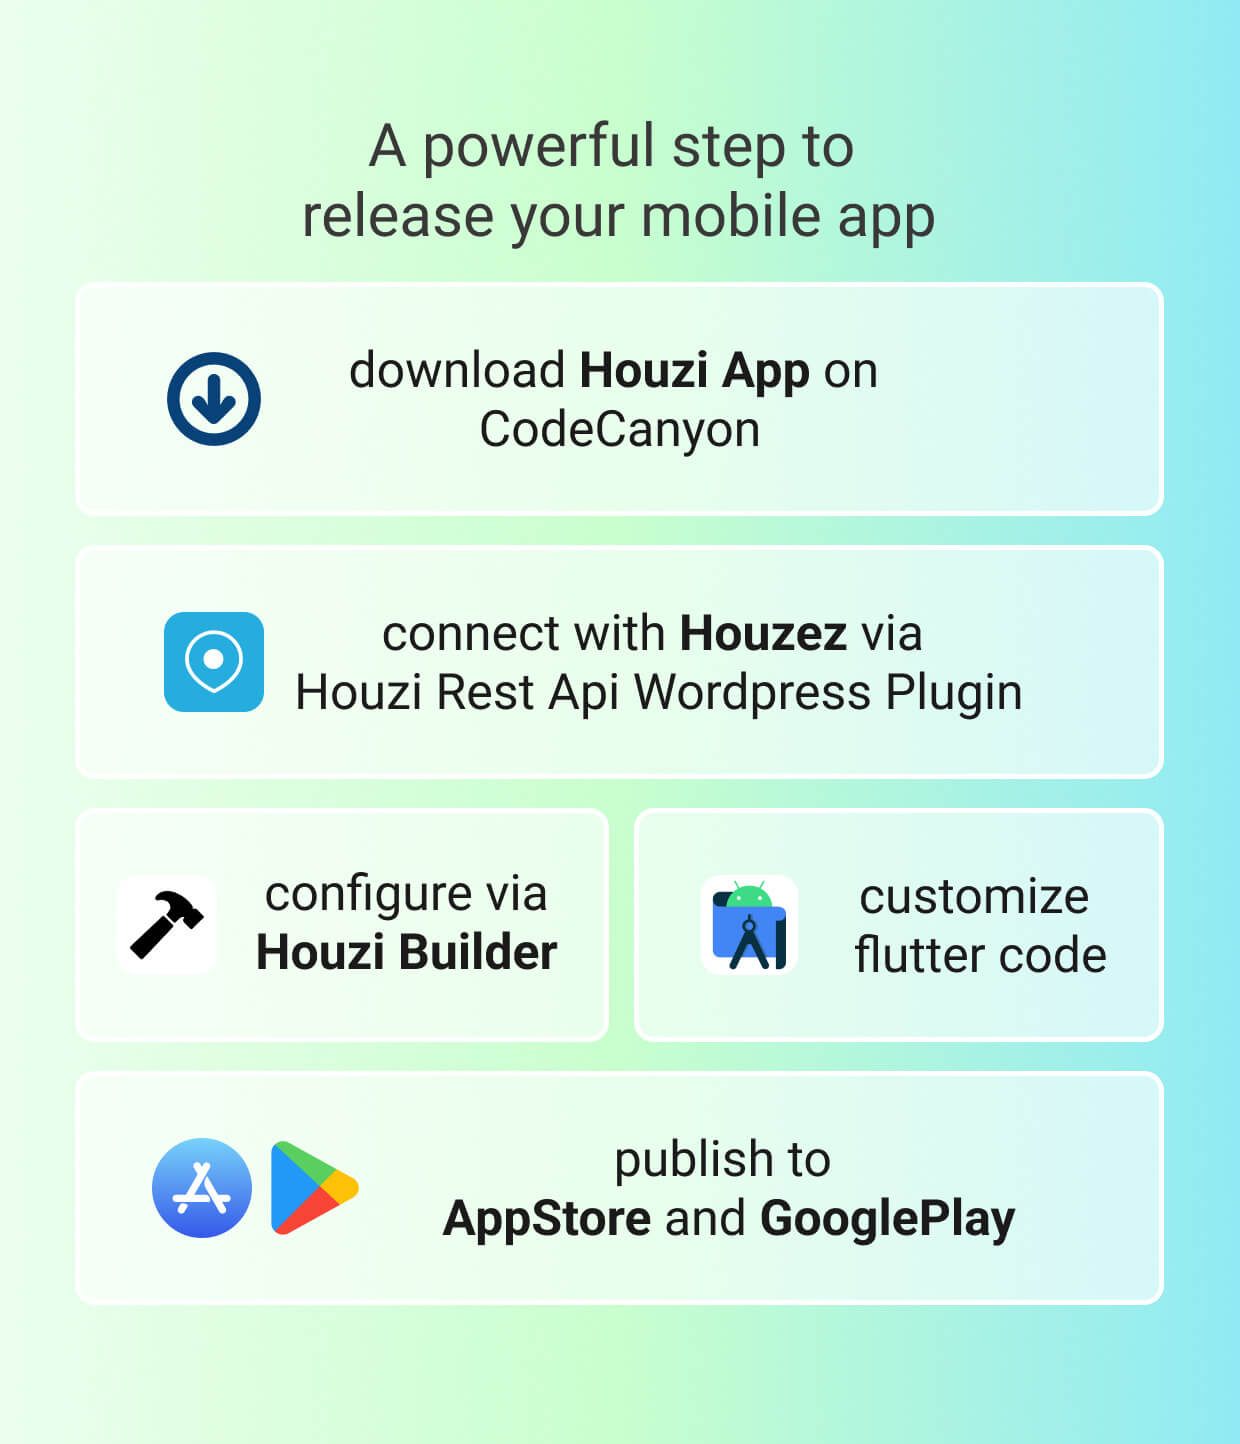 A powerful step to
release your mobile app
download Houzi App on
CodeCanyon
connect with Houzez via
Houzi Rest Api Wordpress Plugin
configure via
Houzi Builder
customize
flutter code
publish to
AppStore and GooglePlay